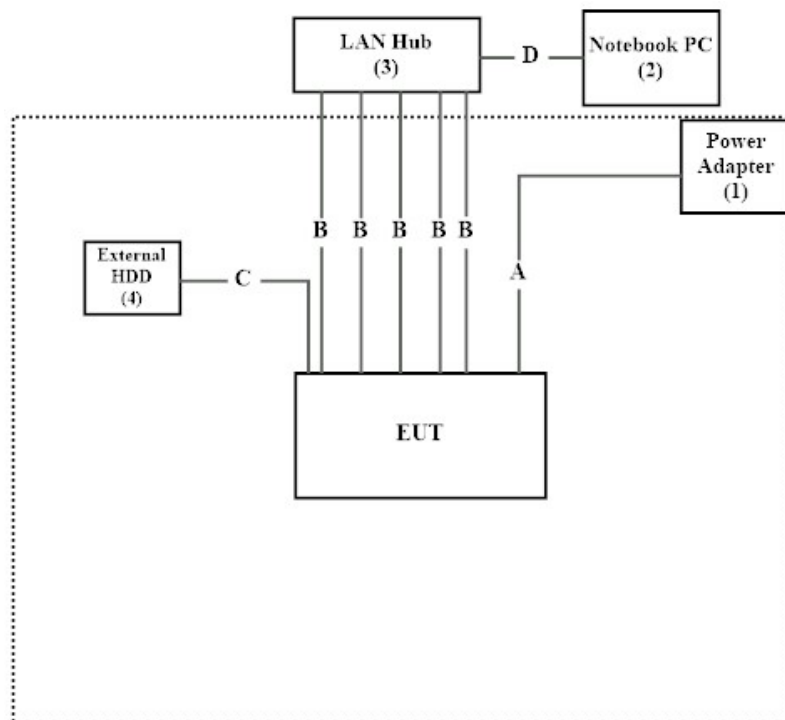 LAN Hub
(3)
D
Notebook PC
(2)
Power
Adapter
(1)
B B B B B
External
HDD
(4)
C
A
EUT